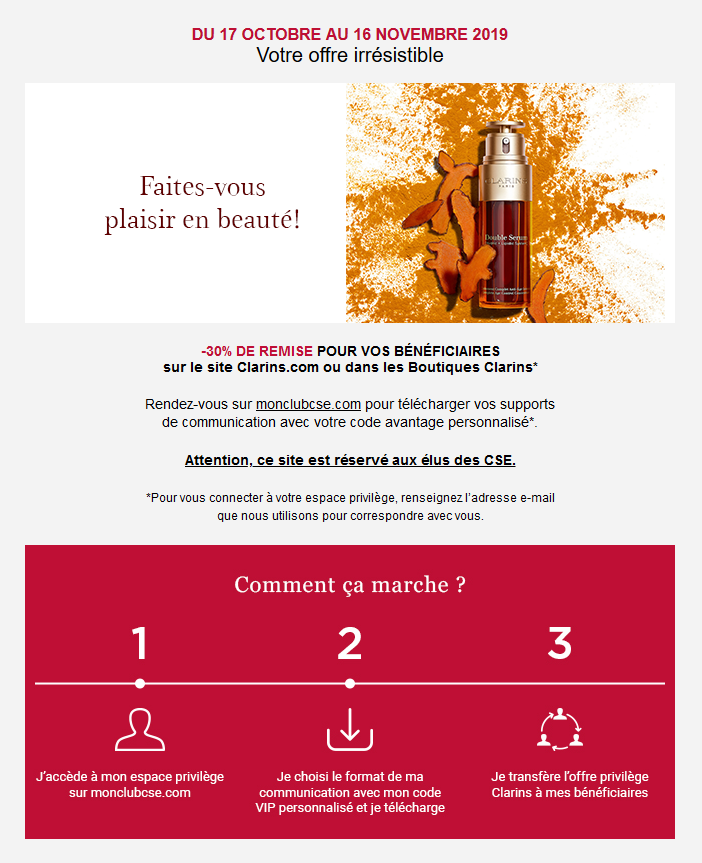 DU 17 OCTOBRE AU 16 NOVEMBRE 2019
Votre offre irrésistible
Faites-vous
plaisir en beauté!
CLARINS
PARIS
Double Serum
-30% DE REMISE POUR VOS BÉNÉFICIAIRES
sur le site Clarins.com ou dans les Boutiques Clarins*
Rendez-vous sur monclubcse.com pour télécharger vos supports
de communication avec votre code avantage personnalisé*.
Attention, ce site est réservé aux élus des CSE.
*Pour vous connecter à votre espace privilège, renseignez l'adresse e-mail
que nous utilisons pour correspondre avec vous.
Comment ça marche ?
1
2
3
J'accède à mon espace privilège
sur monclubcse.com
Je choisi le format de ma
communication avec mon code
VIP personnalisé et je télécharge
Je transfère l'offre privilège
Clarins à mes bénéficiaires